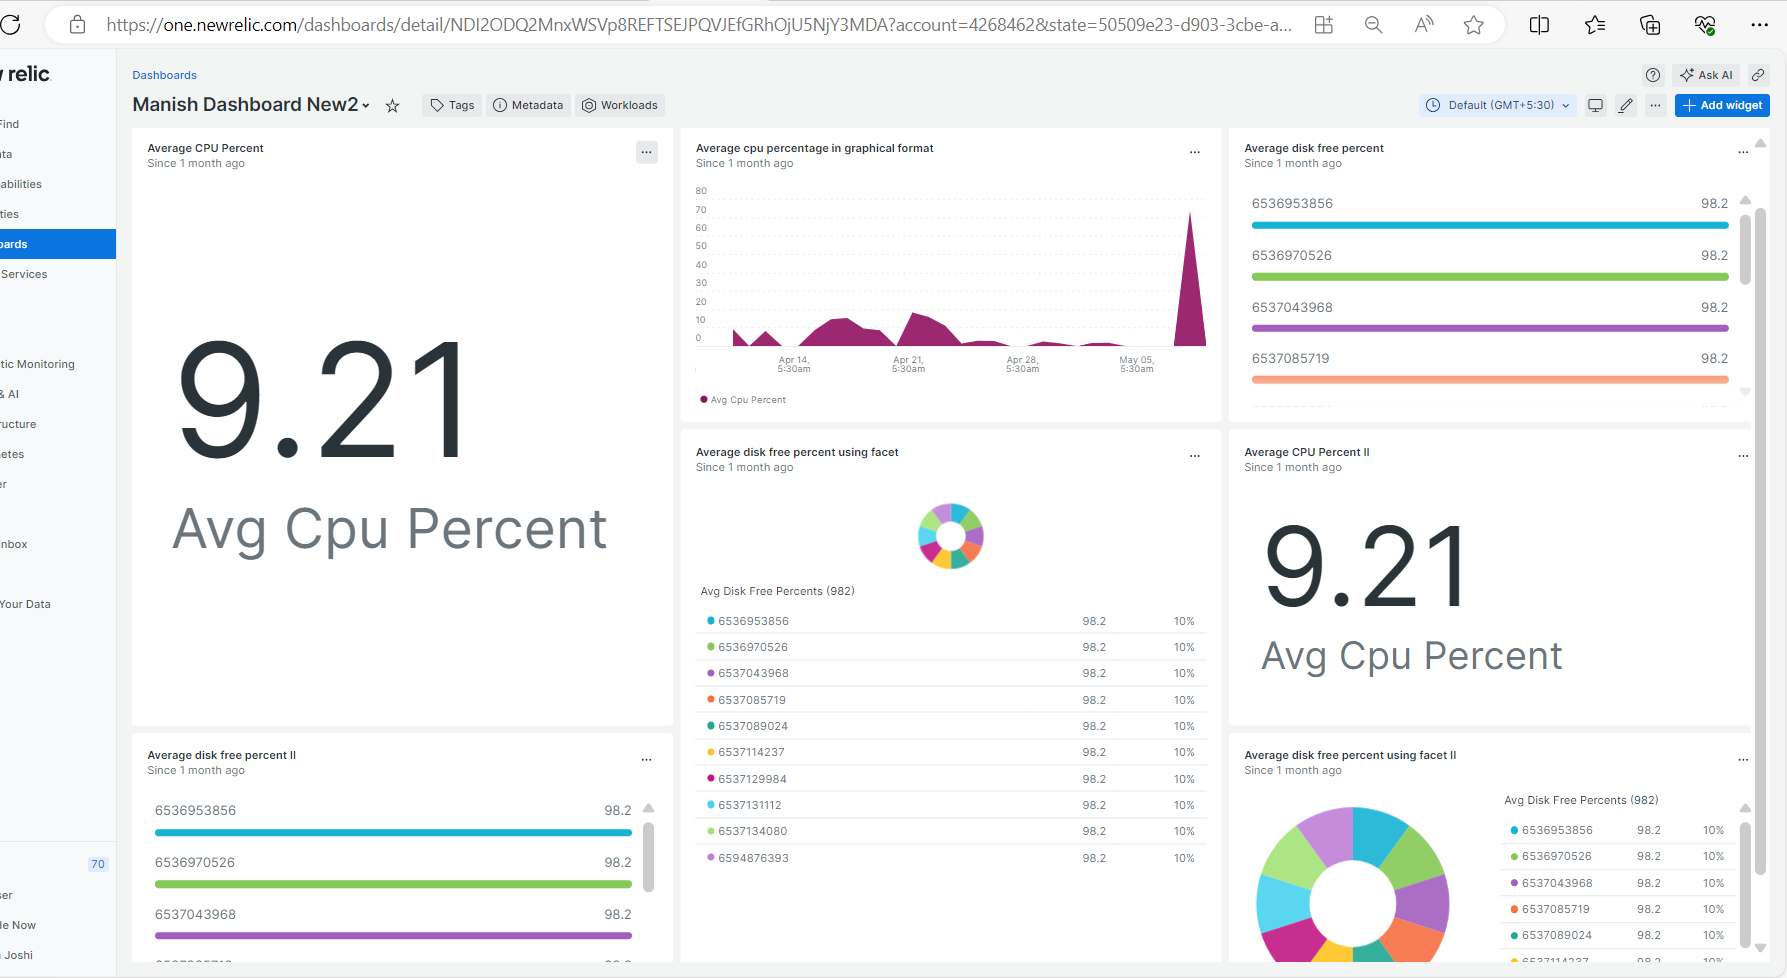 https://one.newrelic.com/dashboards/detail/NDI2ODQ2MnxWSVp8REFTSEJPQVJEfGRhOjU5NjY3MDA?account=4268462&state=50509e23-d903-3cbe-a...
relic
Dashboards
Ask AI
Manish Dashboard New2
Tags
Metadata
Workloads
Default (GMT+5:30)
Add widget
Find
Services
Monitoring
& AI
Your Data
70
Now
Joshi
Average CPU Percent
Since 1 month ago
9.21
Avg Cpu Percent
Average cpu percentage in graphical format
Since 1 month ago
80
70
60
50
40
30
20
10
0
Apr 14, 5:30am
Apr 21, 5:30am
Apr 28, 5:30am
May 05, 5:30am
Avg Cpu Percent
Average disk free percent
Since 1 month ago
6536953856 98.2
6536970526 98.2
6537043968 98.2
6537085719 98.2
Average disk free percent using facet
Since 1 month ago
Avg Disk Free Percents (982)
6536953856 98.2 10%
6536970526 98.2 10%
6537043968 98.2 10%
6537085719 98.2 10%
6537089024 98.2 10%
6537114237 98.2 10%
6537129984 98.2 10%
6537131112 98.2 10%
6537134080 98.2 10%
6594876393 98.2 10%
Average CPU Percent II
Since 1 month ago
9.21
Avg Cpu Percent
Average disk free percent II
Since 1 month ago
6536953856 98.2
6536970526 98.2
6537043968 98.2
Average disk free percent using facet II
Since 1 month ago
Avg Disk Free Percents (982)
6536953856 98.2 10%
6536970526 98.2 10%
6537043968 98.2 10%
6537085719 98.2 10%
6537089024 98.2 10%